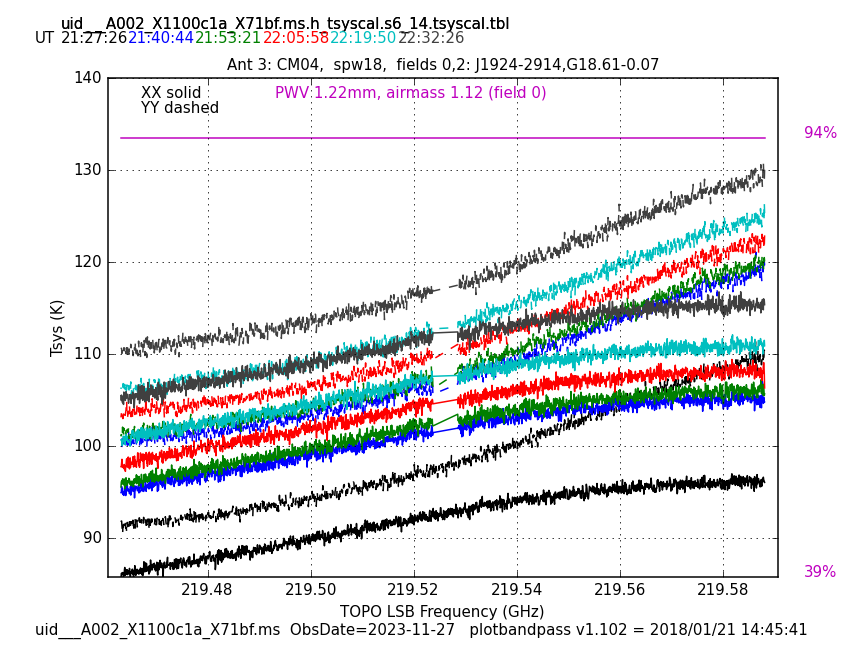 uid___A002_X1100c1a_X71bf.ms.h_tsyscal.s6_14.tsyscal.tbl
UT 21:27:26 21:40:44 21:53:21 22:05:58 22:19:50 22:32:26
Ant 3: CM04, spw18, fields 0,2: J1924-2914,G18.61-0.07
XX solid
PWV 1.22mm, airmass 1.12 (field 0)
YY dashed
140
94%
130
120
110
100
90
39%
Tsys (K)
219.48 219.50 219.52 219.54 219.56 219.58
TOPO LSB Frequency (GHz)
uid___A002_X1100c1a_X71bf.ms ObsDate=2023-11-27 plotbandpass v1.102 = 2018/01/21 14:45:41